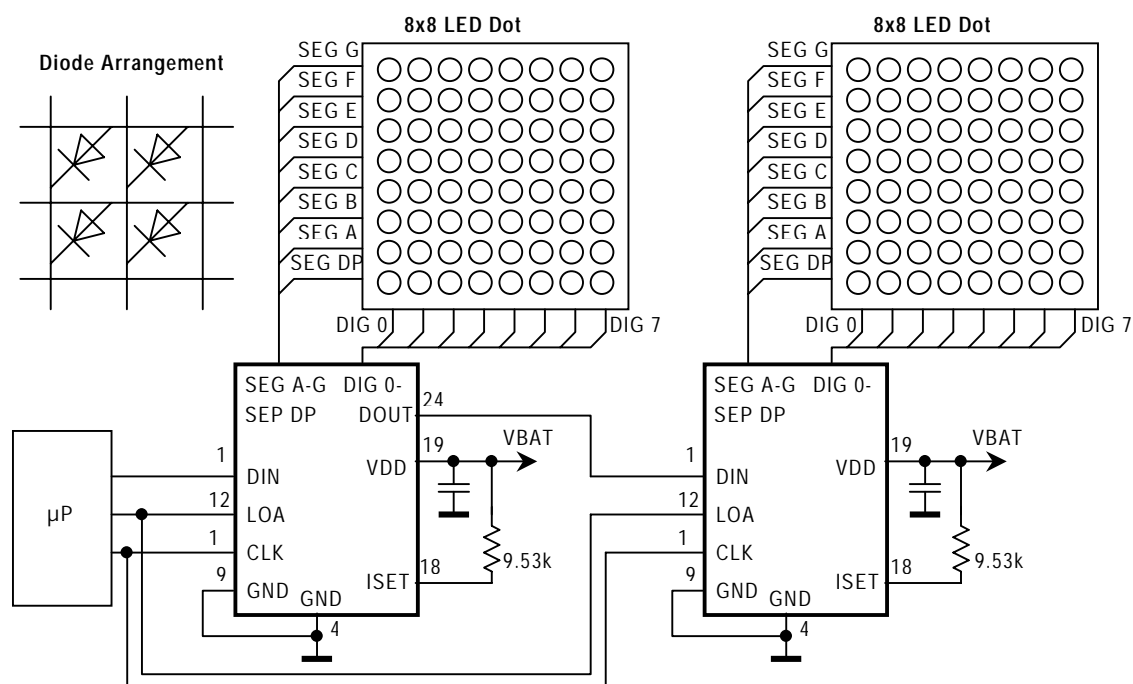 8x8 LED Dot
8x8 LED Dot
Diode Arrangement
SEG G
SEG F
SEG E
SEG D
SEG C
SEG B
SEG A
SEG DP
DIG 0
DIG 7
SEG G
SEG F
SEG E
SEG D
SEG C
SEG B
SEG A
SEG DP
DIG 0
DIG 7
µP
SEG A-G
DIG 0-
SEP DP
DOUT
24
VDD
19
VBAT
1
DIN
12
LOA
1
CLK
9
GND
GND
4
ISET
18
9.53k
SEG A-G
DIG 0-
SEP DP
VDD
19
VBAT
1
DIN
12
LOA
1
CLK
9
GND
GND
4
ISET
18
9.53k